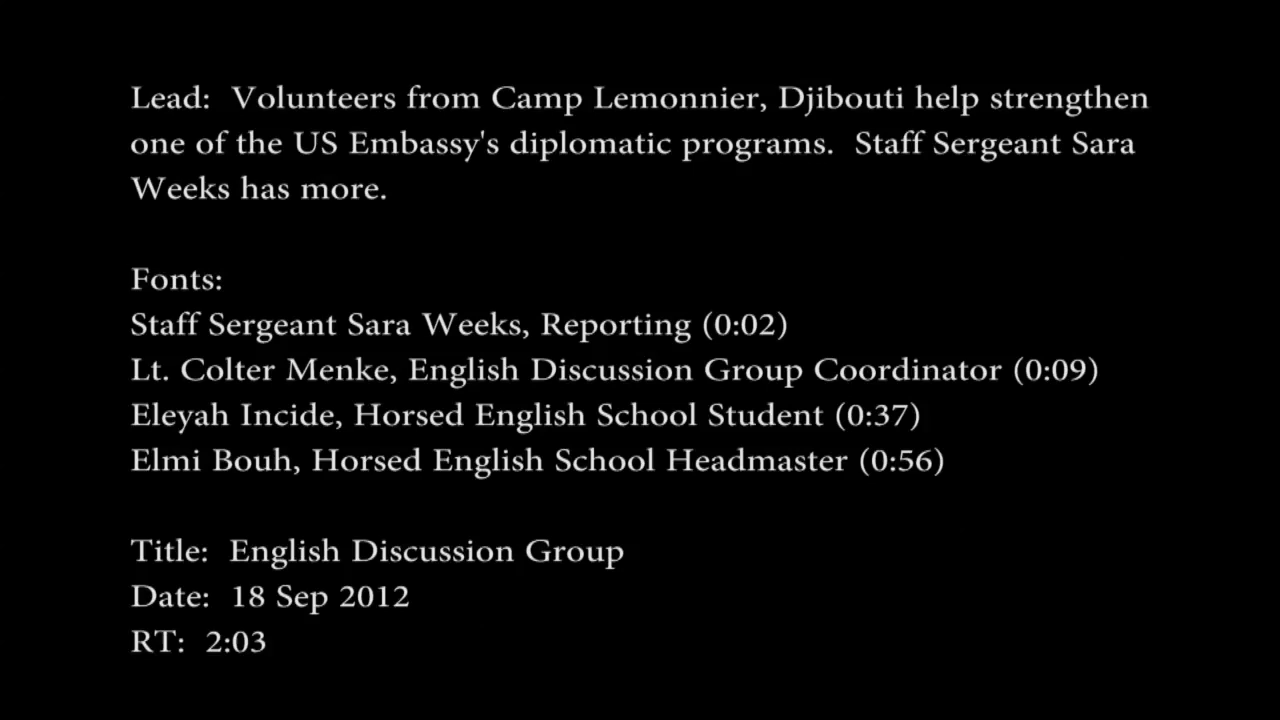 Lead:  Volunteers from Camp Lemonnier, Djibouti help strengthen
one of the US Embassy's diplomatic programs.  Staff Sergeant Sara
Weeks has more.
Fonts:
Staff Sergeant Sara Weeks, Reporting (0:02)
Lt. Colter Menke, English Discussion Group Coordinator (0:09)
Eleyah Incide, Horsed English School Student (0:37)
Elmi Bouh, Horsed English School Headmaster (0:56)
Title:  English Discussion Group
Date:  18 Sep 2012
RT:  2:03